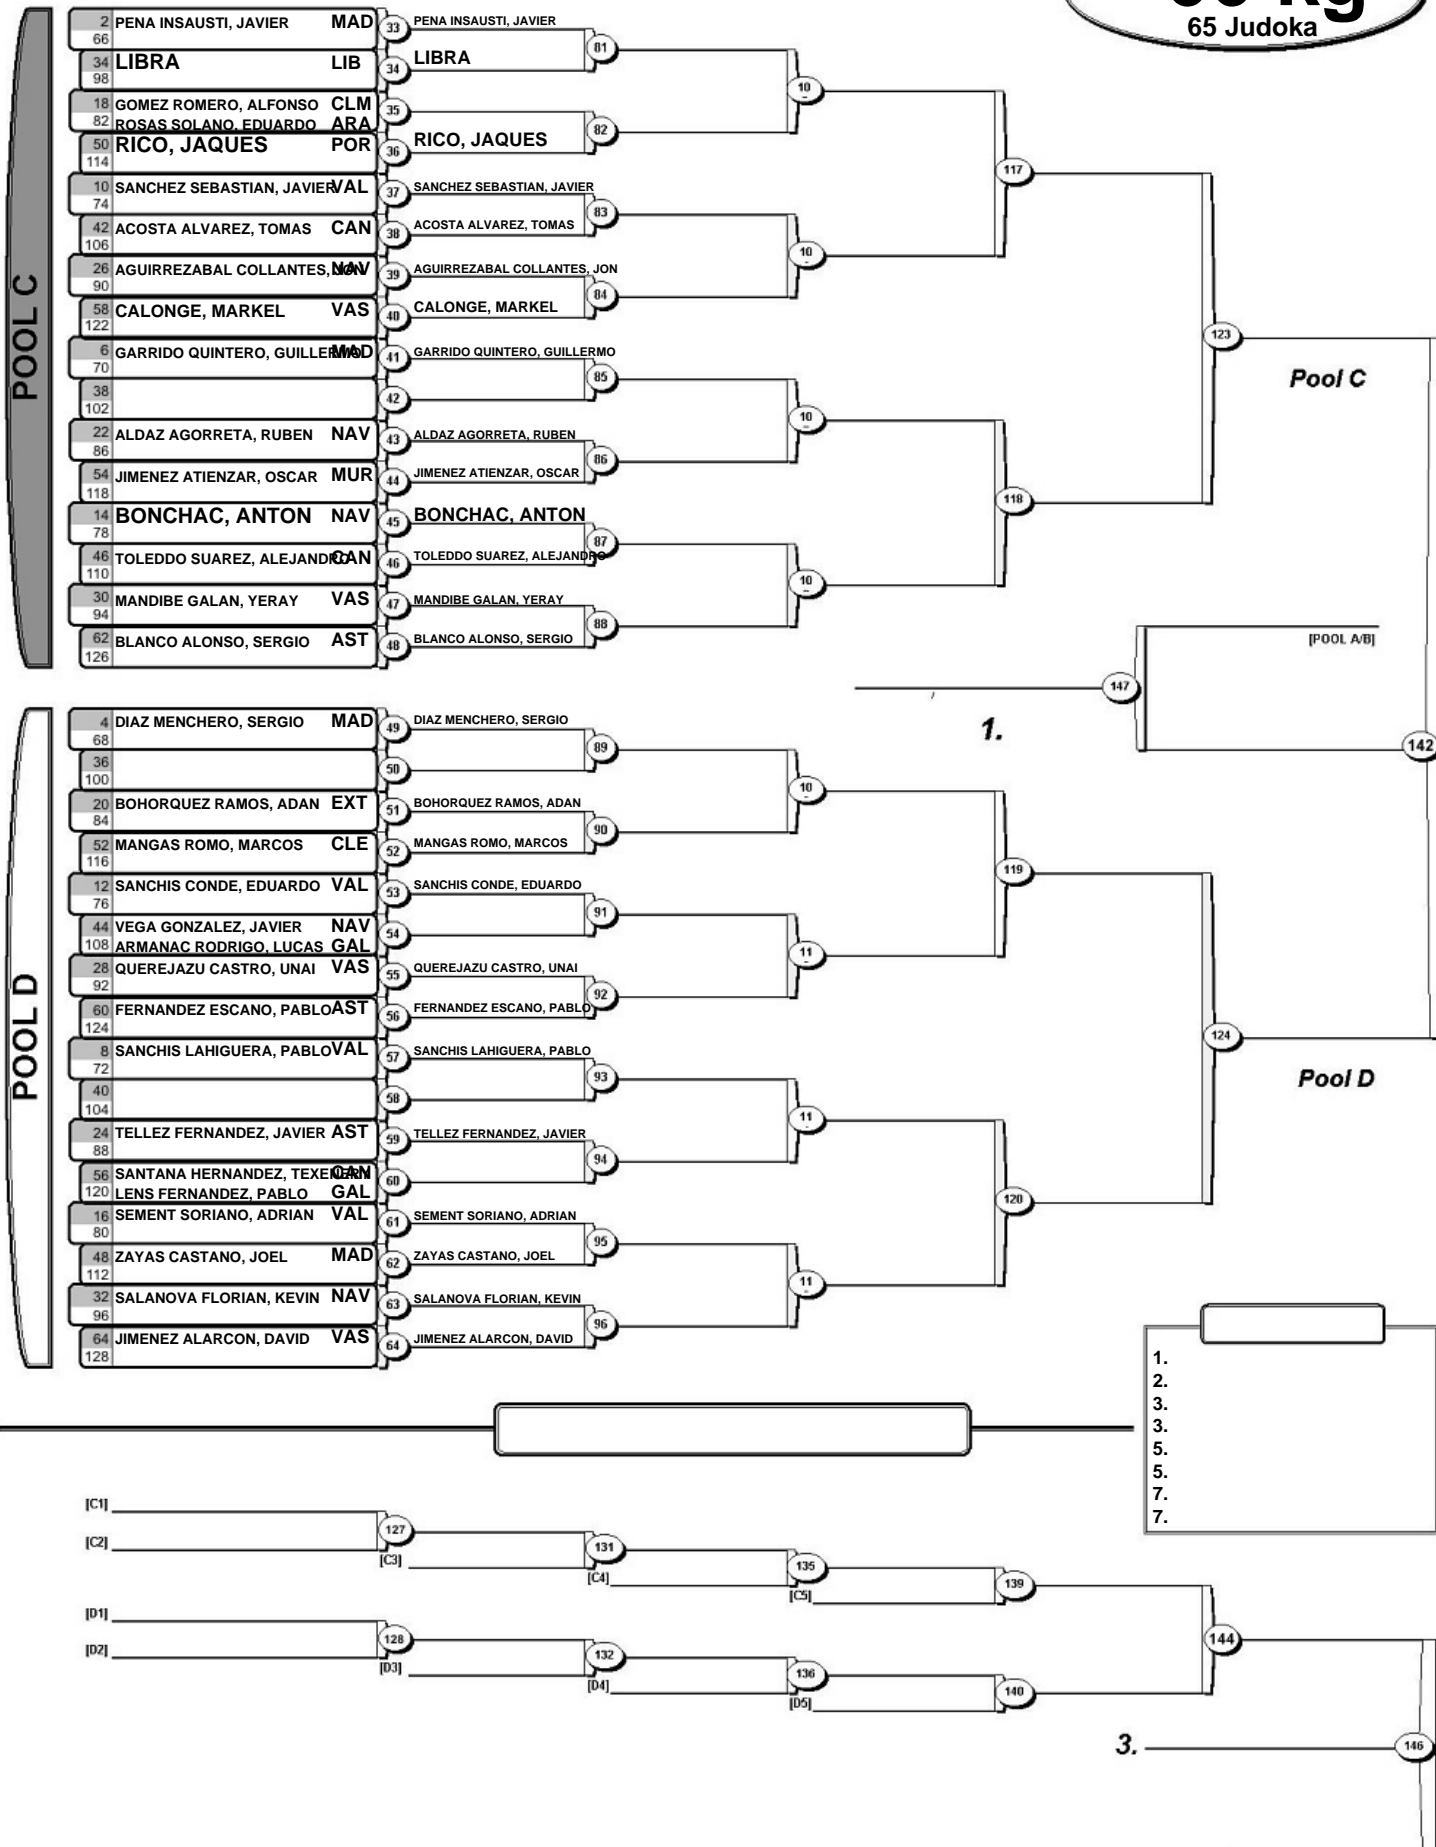 65 Judoka
POOL C
2 PENA INSAUSTI, JAVIER MAD 33 PENA INSAUSTI, JAVIER
66
81
34 LIBRA LIB 34 LIBRA
98
10
18 GOMEZ ROMERO, ALFONSO CLM 35
82 ROSAS SOLANO, EDUARDO ARA
82
50 RICO, JAQUES POR 36 RICO, JAQUES
114
117
10 SANCHEZ SEBASTIAN, JAVIER VAL 37 SANCHEZ SEBASTIAN, JAVIER
74
83
42 ACOSTA ALVAREZ, TOMAS CAN 38 ACOSTA ALVAREZ, TOMAS
106
10
26 AGUIRREZABAL COLLANTES, JON NAV 39 AGUIRREZABAL COLLANTES, JON
90
84
58 CALONGE, MARKEL VAS 40 CALONGE, MARKEL
122
123
6 GARRIDO QUINTERO, GUILLERMO MAD 41 GARRIDO QUINTERO, GUILLERMO
70
85
Pool C
38 42
102
10
22 ALDAZ AGORRETA, RUBEN NAV 43 ALDAZ AGORRETA, RUBEN
86
86
54 JIMENEZ ATIENZAR, OSCAR MUR 44 JIMENEZ ATIENZAR, OSCAR
118
118
14 BONCHAC, ANTON NAV 45 BONCHAC, ANTON
78
87
46 TOLEDDO SUAREZ, ALEJANDRO CAN 46 TOLEDDO SUAREZ, ALEJANDRO
110
10
30 MANDIBE GALAN, YERAY VAS 47 MANDIBE GALAN, YERAY
94
88
62 BLANCO ALONSO, SERGIO AST 48 BLANCO ALONSO, SERGIO
126
[POOL A/B]
147
1.
142
POOL D
4 DIAZ MENCHERO, SERGIO MAD 49 DIAZ MENCHERO, SERGIO
68
89
36 50
100
10
20 BOHORQUEZ RAMOS, ADAN EXT 51 BOHORQUEZ RAMOS, ADAN
84
90
52 MANGAS ROMO, MARCOS CLE 52 MANGAS ROMO, MARCOS
116
119
12 SANCHIS CONDE, EDUARDO VAL 53 SANCHIS CONDE, EDUARDO
76
91
44 VEGA GONZALEZ, JAVIER NAV 54
108 ARMANAC RODRIGO, LUCAS GAL
11
28 QUEREJAZU CASTRO, UNAI VAS 55 QUEREJAZU CASTRO, UNAI
92
92
60 FERNANDEZ ESCANO, PABLO AST 56 FERNANDEZ ESCANO, PABLO
124
124
8 SANCHIS LAHIGUERA, PABLO VAL 57 SANCHIS LAHIGUERA, PABLO
72
93
Pool D
40 58
104
11
24 TELLEZ FERNANDEZ, JAVIER AST 59 TELLEZ FERNANDEZ, JAVIER
88
94
56 SANTANA HERNANDEZ, CAN 60
120 LENS FERNANDEZ, PABLO GAL
120
16 SEMENT SORIANO, ADRIAN VAL 61 SEMENT SORIANO, ADRIAN
80
95
48 ZAYAS CASTANO, JOEL MAD 62 ZAYAS CASTANO, JOEL
112
11
32 SALANOVA FLORIAN, KEVIN NAV 63 SALANOVA FLORIAN, KEVIN
96
96
64 JIMENEZ ALARCON, DAVID VAS 64 JIMENEZ ALARCON, DAVID
128
1.
2.
3.
3.
5.
5.
7.
7.
[C1]
127
[C2]
[C3]
131
[C4]
135
[C5]
139
[D1]
128
[D2]
[D3]
132
[D4]
136
[D5]
140
144
3.
146